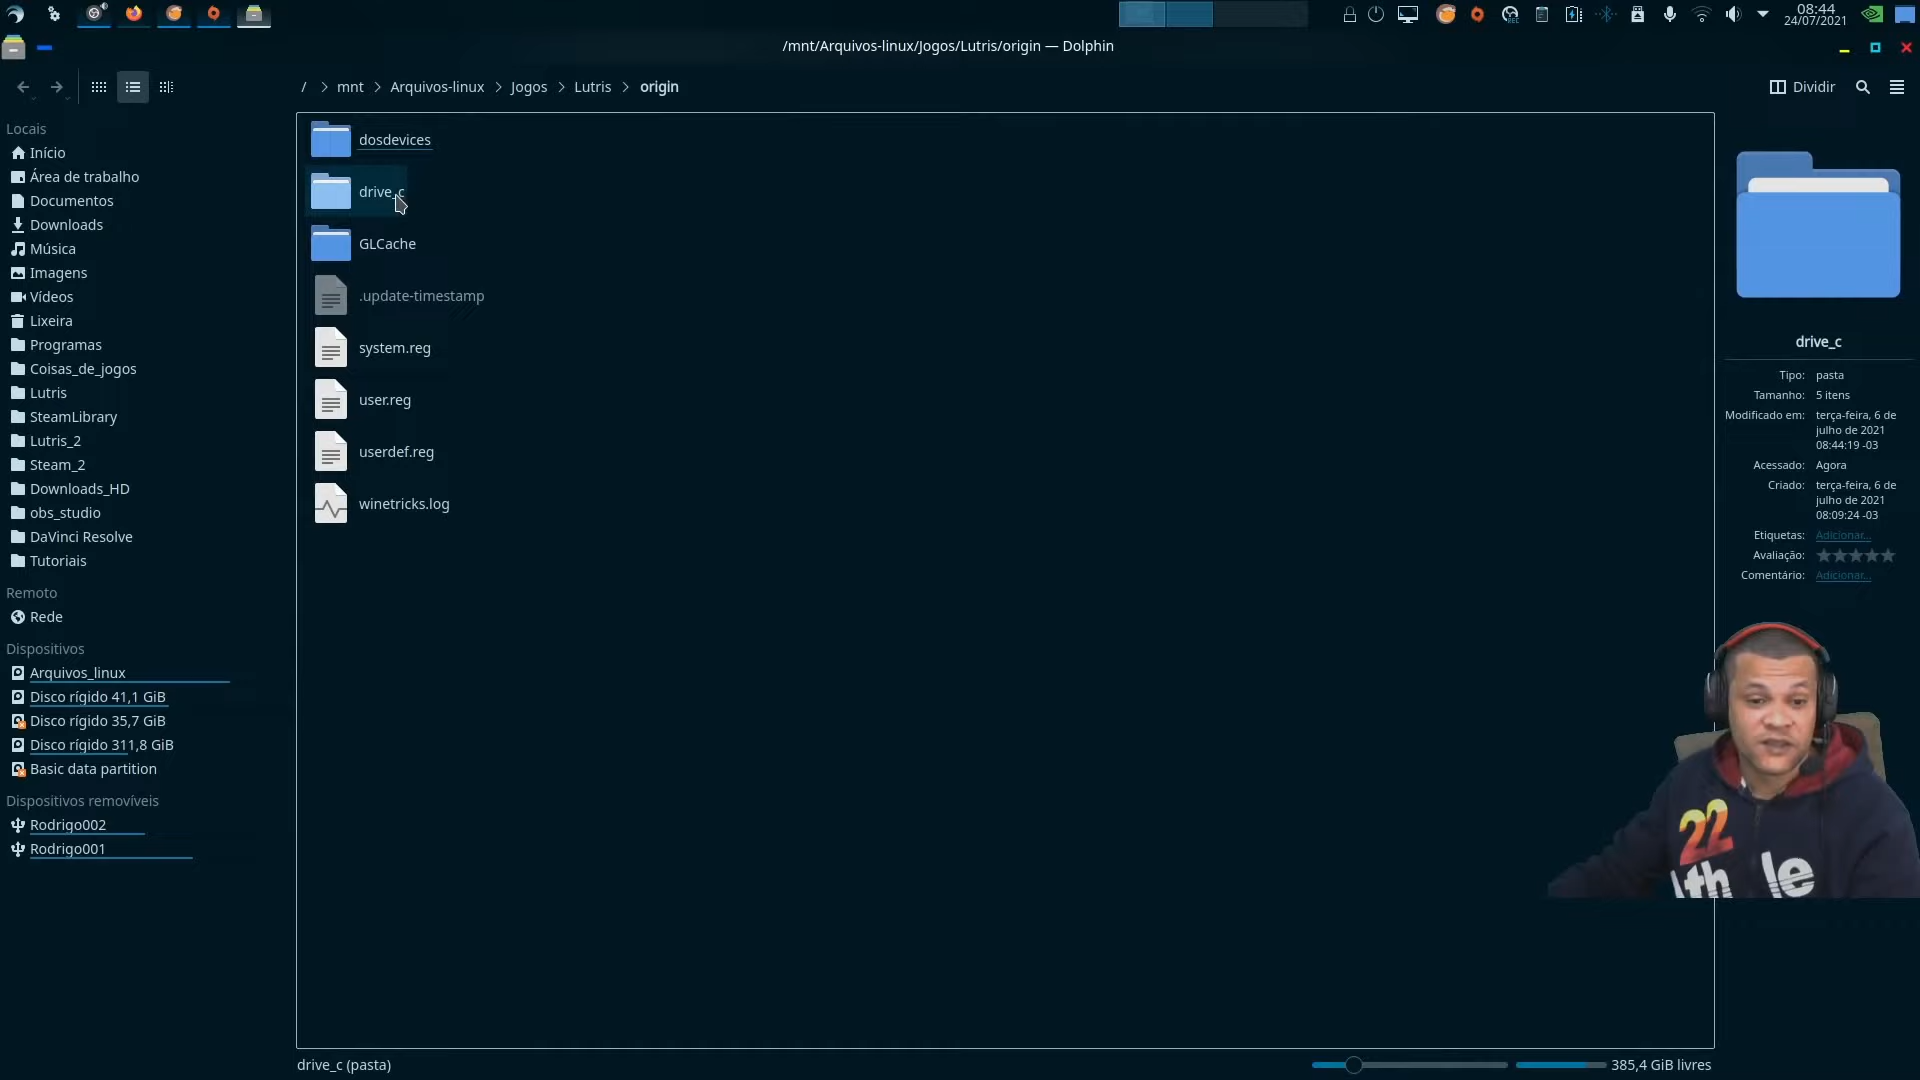 08:44
24/07/2021
/mnt/Arquivos-linux/Jogos/Lutris/origin — Dolphin
/ > mnt > Arquivos-linux > Jogos > Lutris > origin
Dividir
Locais
Início
Área de trabalho
Documentos
Downloads
Música
Imagens
Vídeos
Lixeira
Programas
Coisas_de_jogos
Lutris
SteamLibrary
Lutris_2
Steam_2
Downloads_HD
obs_studio
DaVinci Resolve
Tutoriais
Remoto
Rede
Dispositivos
Arquivos_linux
Disco rígido 41,1 GiB
Disco rígido 35,7 GiB
Disco rígido 311,8 GiB
Basic data partition
Dispositivos removíveis
Rodrigo002
Rodrigo001
dosdevices
drive_c
GLCache
.update-timestamp
system.reg
user.reg
userdef.reg
winetricks.log
drive_c
Tipo: pasta
Tamanho: 5 itens
Modificado em: terça-feira, 6 de
julho de 2021
08:44:19 -03
Acessado: Agora
Criado: terça-feira, 6 de
julho de 2021
08:09:24 -03
Etiquetas: Adicionar...
Avaliação:
Comentário: Adicionar...
22
drive_c (pasta)
385,4 GiB livres